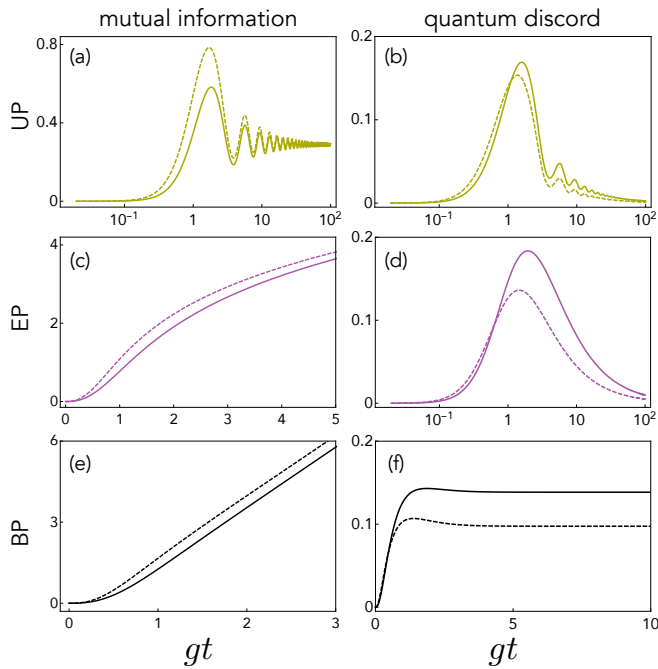 mutual information quantum discord
UP
(a)
0.8
0.4
0
10⁻¹ 1 10 10²
(b)
0.2
0.1
0
10⁻¹ 1 10 10²
EP
(c)
4
2
0
0 1 2 3 4 5
(d)
0.2
0.1
0
10⁻¹ 1 10 10²
BP
(e)
6
3
0
0 1 2 3
gt
(f)
0.2
0.1
0
0 5 10
gt